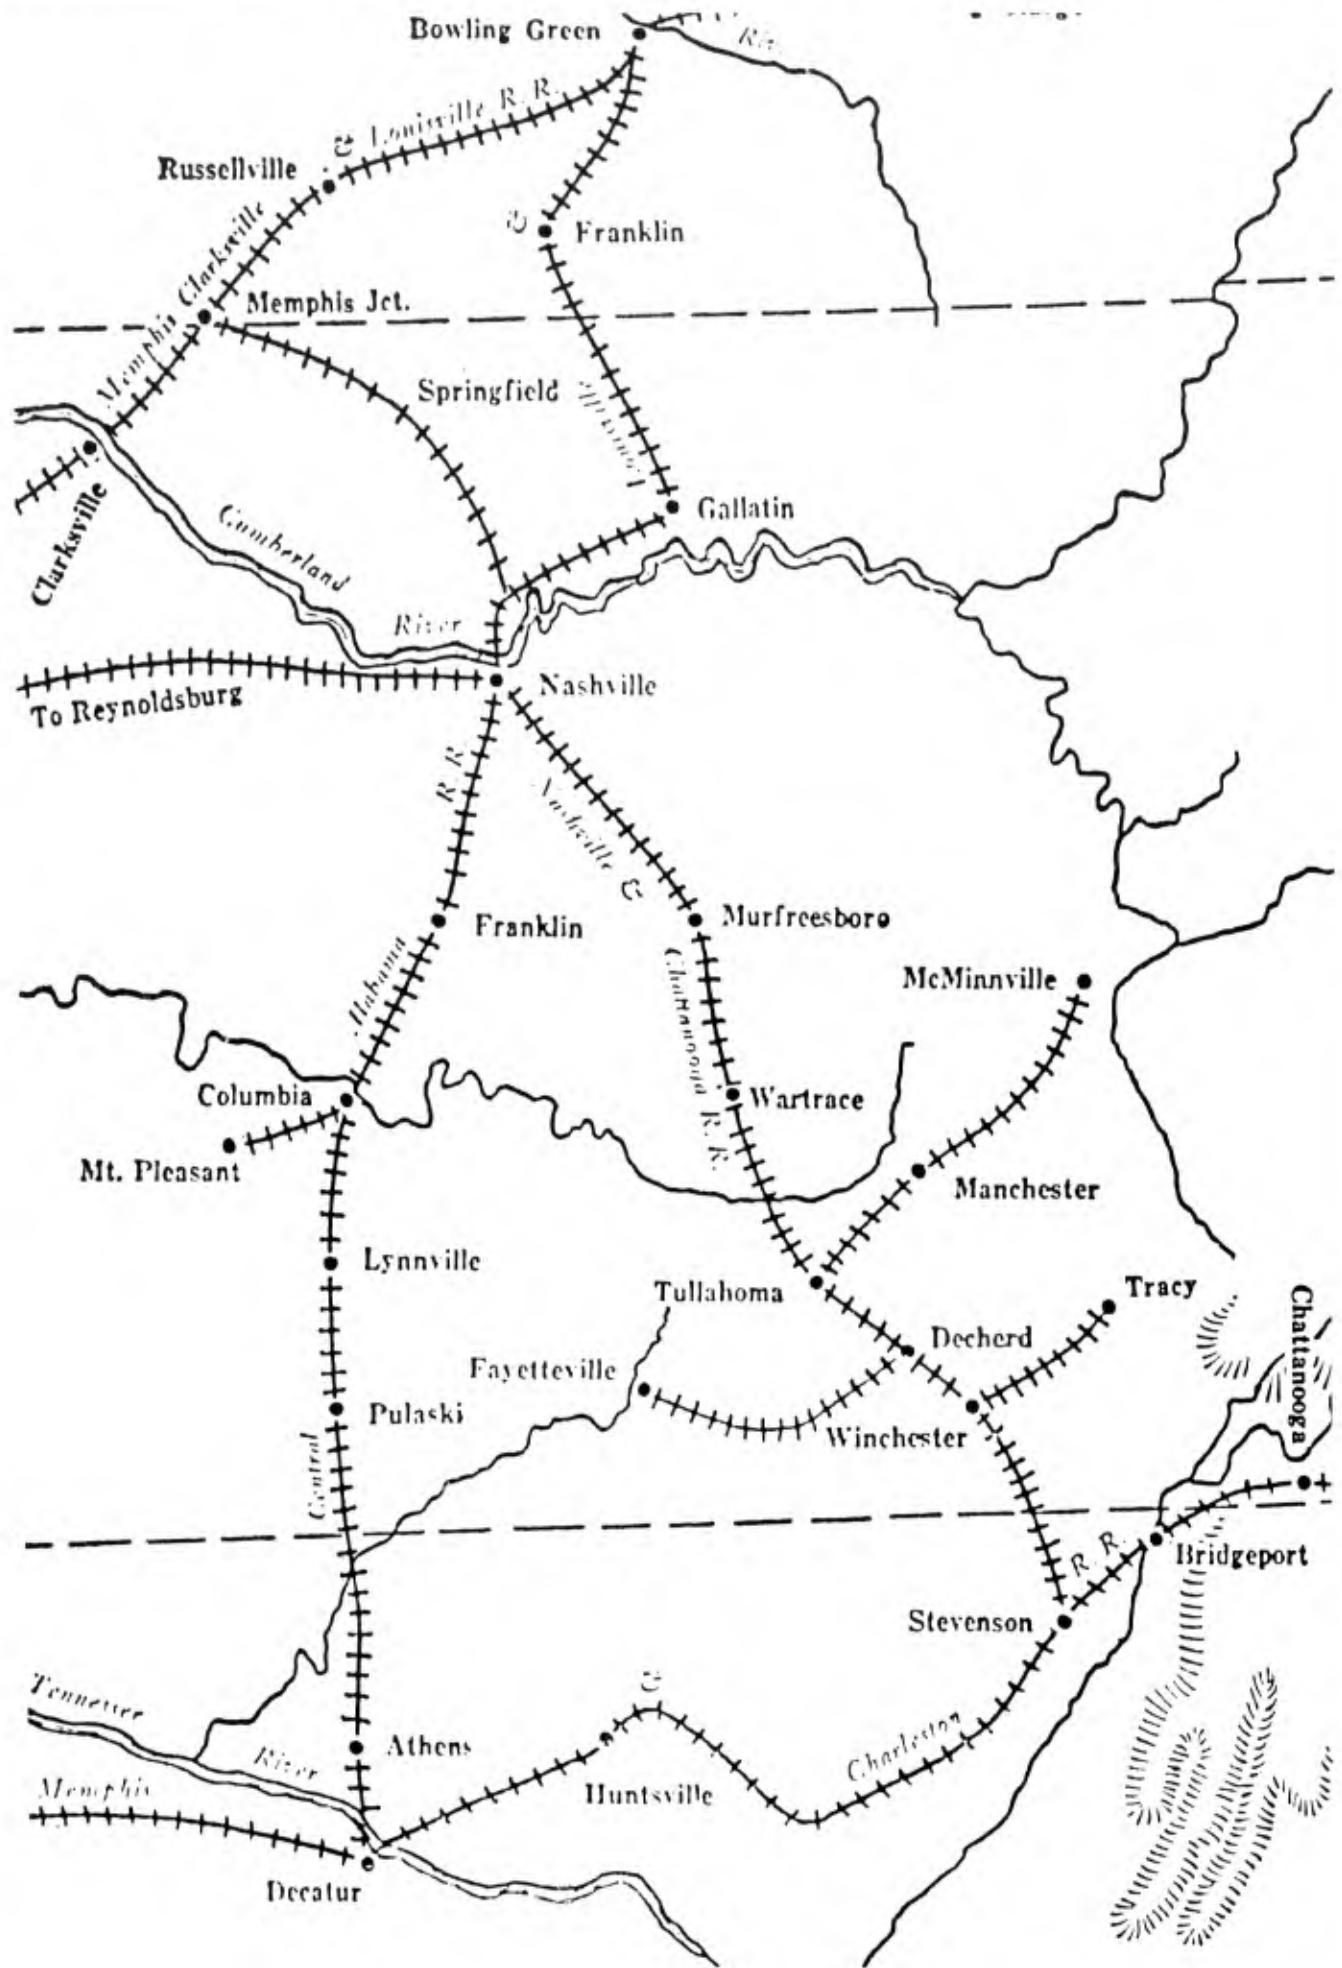 Bowling Green
& Louisville R. R.
Russellville
&
Franklin
Memphis Clarksville
Memphis Jct.
Springfield
Gallatin
Clarksville
Cumberland
River
To Reynoldsburg
Nashville
R. R.
Nashville &
Franklin
Murfreesboro
McMinnville
Alabama
Chattanooga R. R.
Columbia
Wartrace
Mt. Pleasant
Manchester
Lynnville
Tullahoma
Tracy
Chattanooga
Decherd
Fayetteville
Pulaski
Winchester
Central
R. R.
Bridgeport
Stevenson
Tennessee
&
Athens
River
Charleston
Memphis
Huntsville
Decatur